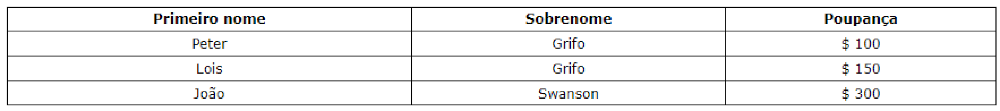 Primeiro nome Sobrenome Poupança
Peter Grifo $ 100
Lois Grifo $ 150
João Swanson $ 300